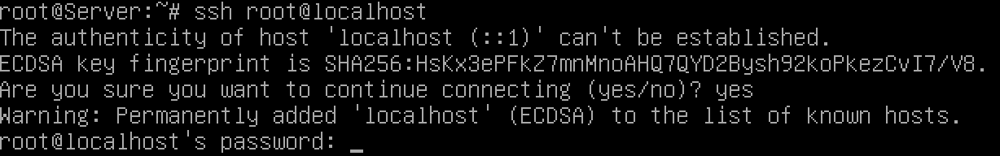 root@Server:~# ssh root@localhost
The authenticity of host 'localhost (::1)' can't be established.
ECDSA key fingerprint is SHA256:HsKx3ePFkZ7mnMnoAHQ7QYD2Bysh92koPkezCvI7/V8.
Are you sure you want to continue connecting (yes/no)? yes
Warning: Permanently added 'localhost' (ECDSA) to the list of known hosts.
root@localhost's password: _